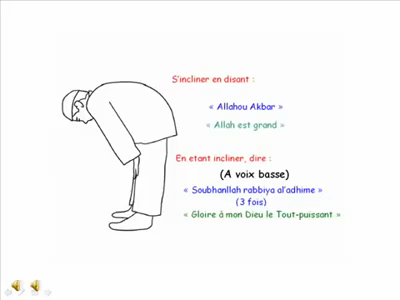 S'incliner en disant :
« Allahou Akbar »
« Allah est grand »
En etant incliner, dire :
(A voix basse)
« Soubhanllah rabbiya al'adhime »
(3 fois)
« Gloire à mon Dieu le Tout-puissant »